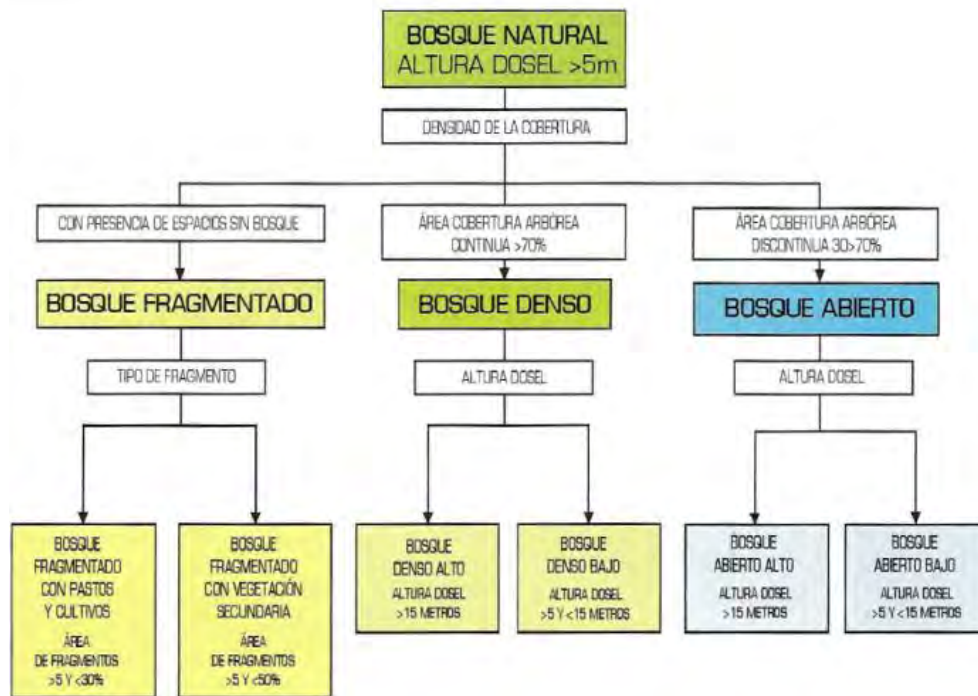 BOSQUE NATURAL
ALTURA DOSEL >5m
DENSIDAD DE LA COBERTURA
CON PRESENCIA DE ESPACIOS SIN BOSQUE
ÁREA COBERTURA ARBÓREA
CONTINUA >70%
ÁREA COBERTURA ARBÓREA
DISCONTINUA 30>70%
BOSQUE FRAGMENTADO
BOSQUE DENSO
BOSQUE ABIERTO
TIPO DE FRAGMENTO
ALTURA DOSEL
ALTURA DOSEL
BOSQUE
FRAGMENTADO
CON PASTOS
Y CULTIVOS
ÁREA
DE FRAGMENTOS
>5 Y <30%
BOSQUE
FRAGMENTADO
CON VEGETACIÓN
SECUNDARIA
ÁREA
DE FRAGMENTOS
>5 Y <50%
BOSQUE
DENSO ALTO
ALTURA DOSEL
>15 METROS
BOSQUE
DENSO BAJO
ALTURA DOSEL
>5 Y <15 METROS
BOSQUE
ABIERTO ALTO
ALTURA DOSEL
>15 METROS
BOSQUE
ABIERTO BAJO
ALTURA DOSEL
>5 Y <15 METROS